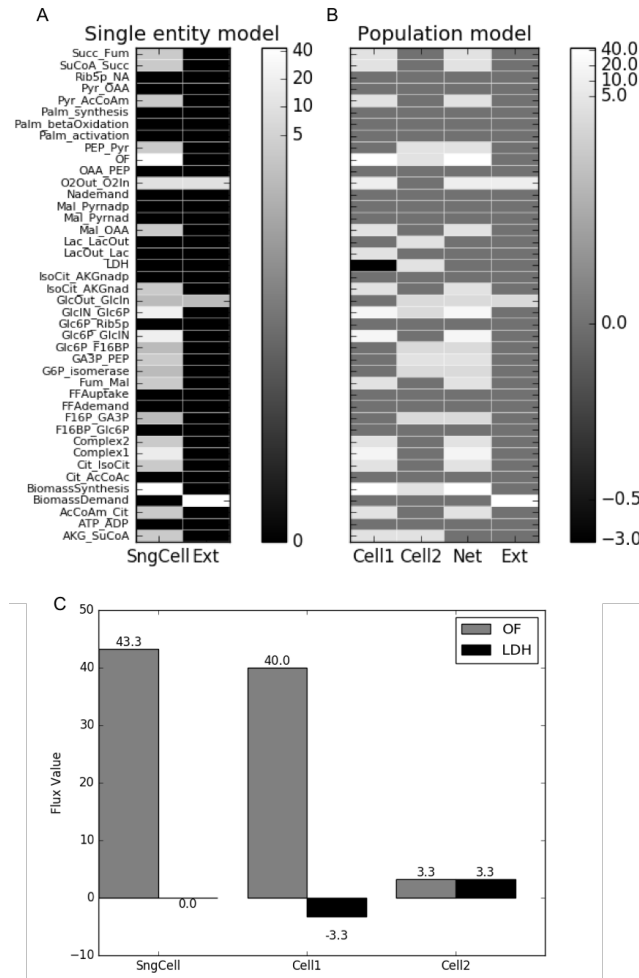 A
Single entity model
Succ_Fum
SuCoA_Succ
Rib5p_NA
Pyr_OAA
Pyr_AcCoAm
Palm_synthesis
Palm_betaOxidation
Palm_activation
PEP_Pyr
OF
OAA_PEP
O2Out_O2In
Nademand
Mal_Pyrnadp
Mal_Pyrnad
Mal_OAA
Lac_LacOut
LacOut_Lac
LDH
IsoCit_AKGnadp
IsoCit_AKGnad
GlcOut_GlcIn
GlcIN_Glc6P
Glc6P_Rib5p
Glc6P_GlcIN
Glc6P_F16BP
GA3P_PEP
G6P_isomerase
Fum_Mal
FFAuptake
FFAdemand
F16P_GA3P
F16BP_Glc6P
Complex2
Complex1
Cit_IsoCit
Cit_AcCoAc
BiomassSynthesis
BiomassDemand
AcCoAm_Cit
ATP_ADP
AKG_SuCoA
SngCell Ext
40
20
10
5
0
B
Population model
Cell1 Cell2 Net Ext
40.0
20.0
10.0
5.0
0.0
−0.5
−3.0
C
50
40
30
20
10
0
−10
Flux Value
43.3
0.0
40.0
-3.3
3.3 3.3
OF
LDH
SngCell Cell1 Cell2